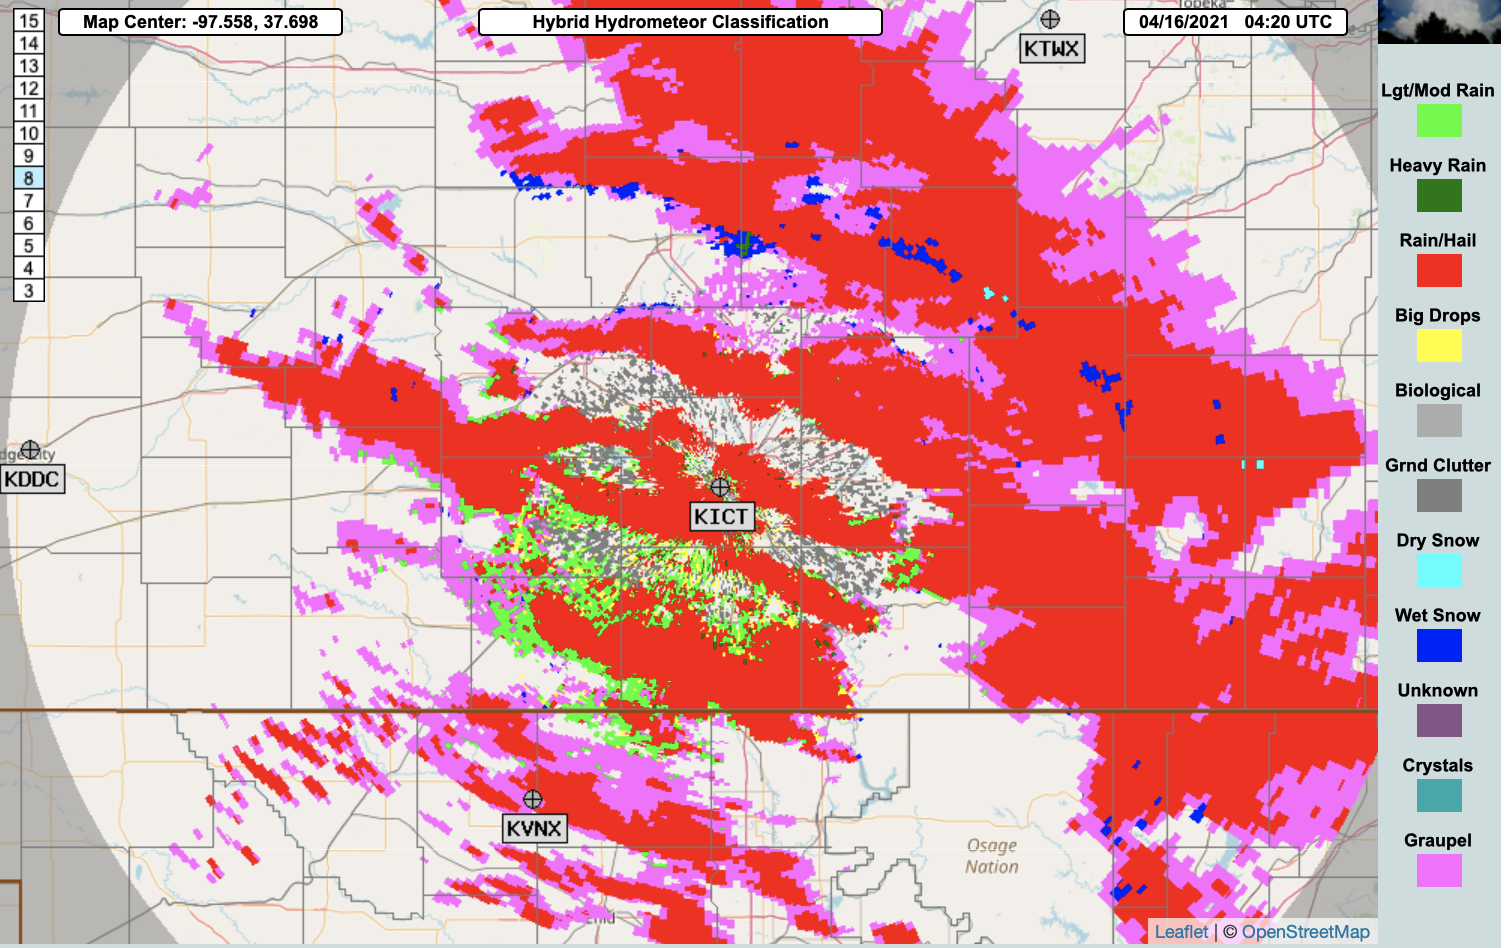 Map Center: -97.558, 37.698
Hybrid Hydrometeor Classification
04/16/2021 04:20 UTC
15
14
13
12
11
10
9
8
7
6
5
4
3
KTWX
KDDC
KICT
KVNX
Osage
Nation
Lgt/Mod Rain
Heavy Rain
Rain/Hail
Big Drops
Biological
Grnd Clutter
Dry Snow
Wet Snow
Unknown
Crystals
Graupel
Leaflet | © OpenStreetMap